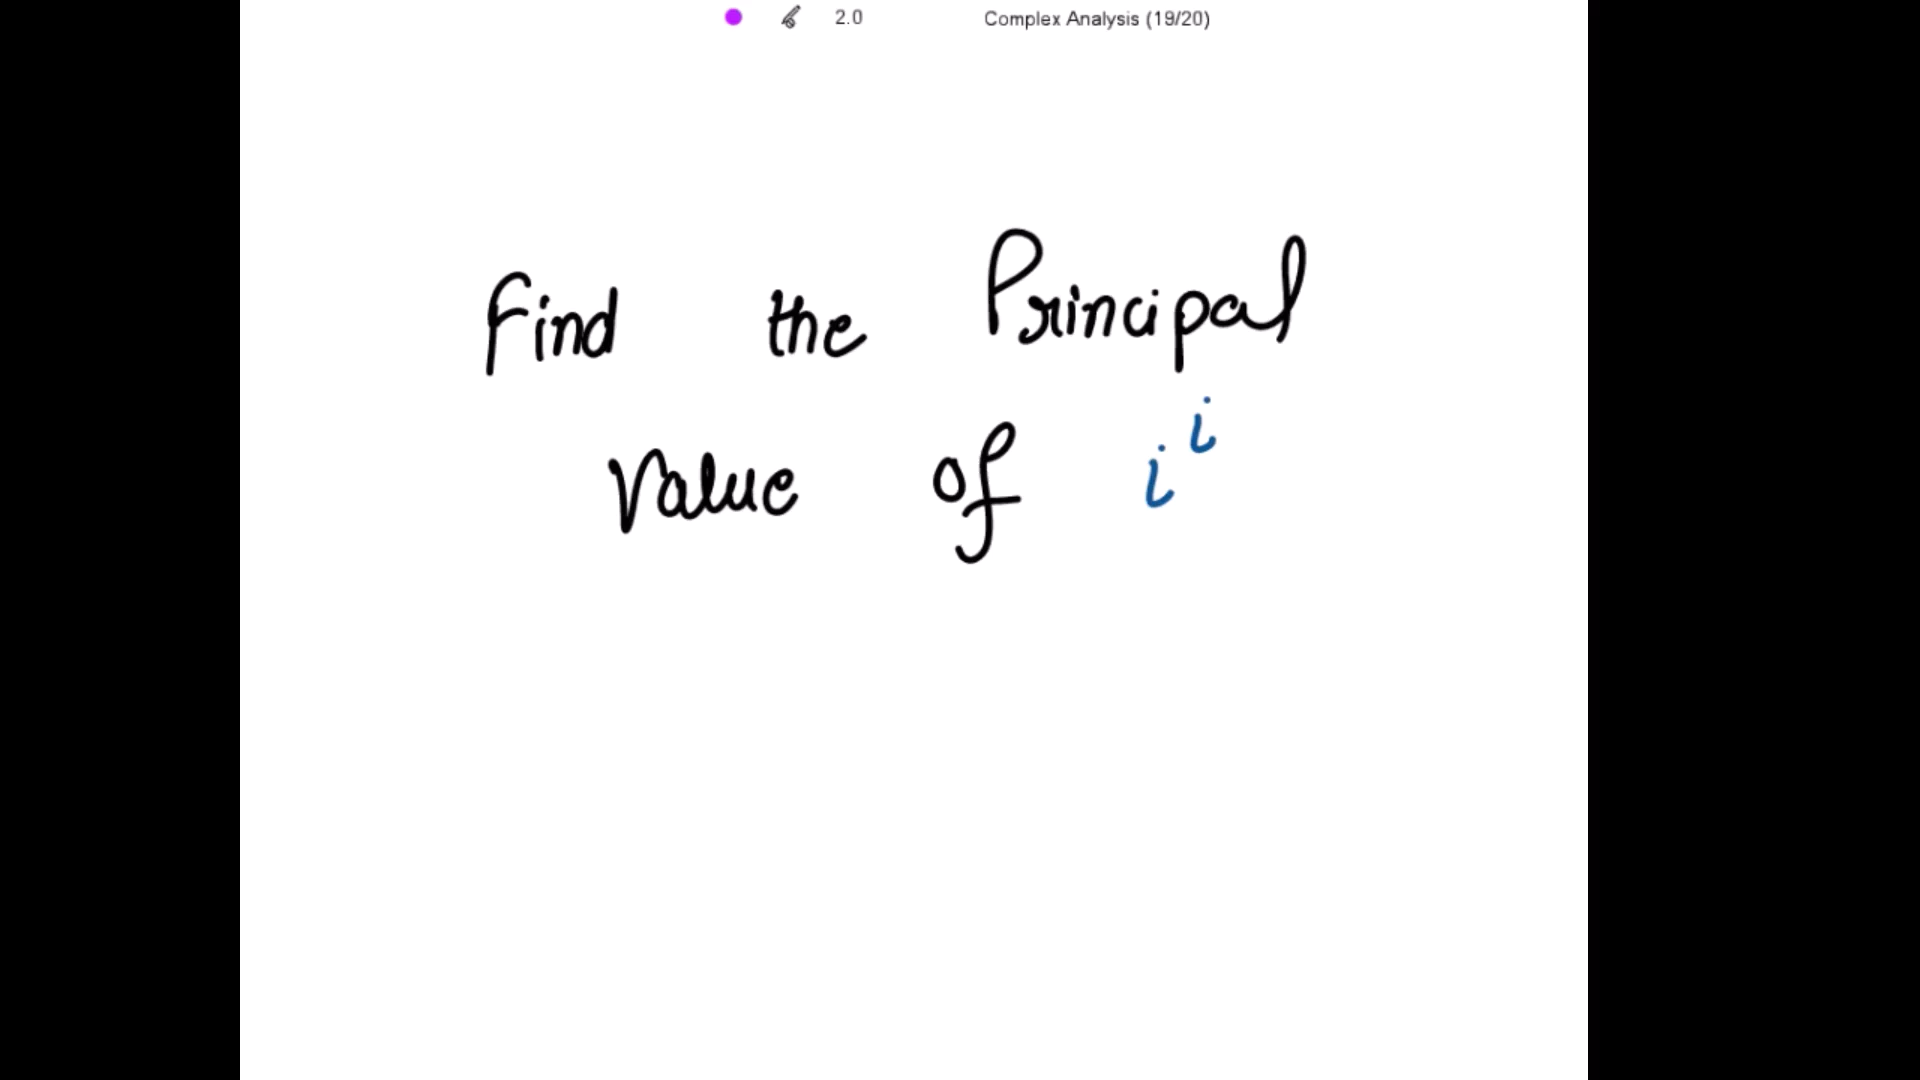 2.0 Complex Analysis (19/20)
Find the Principal
Value of i^i